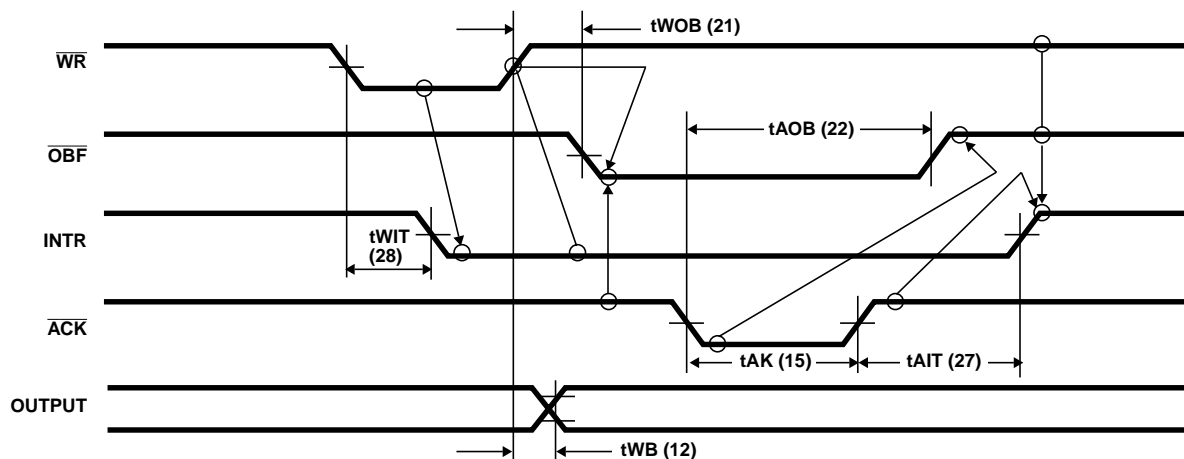 tWOB (21)
WR
tAOB (22)
OBF
INTR
tWIT
(28)
ACK
tAK (15)
tAIT (27)
OUTPUT
tWB (12)